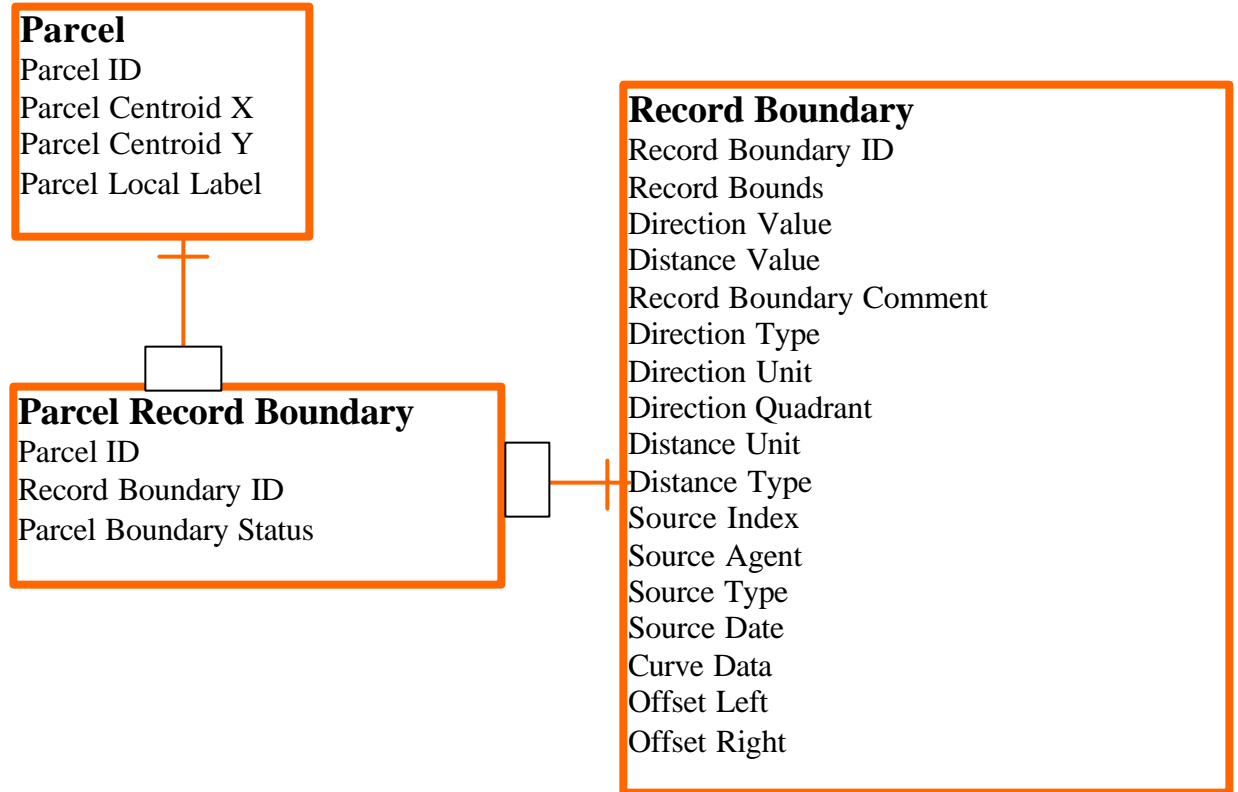 Parcel
Parcel ID
Parcel Centroid X
Parcel Centroid Y
Parcel Local Label
Parcel Record Boundary
Parcel ID
Record Boundary ID
Parcel Boundary Status
Record Boundary
Record Boundary ID
Record Bounds
Direction Value
Distance Value
Record Boundary Comment
Direction Type
Direction Unit
Direction Quadrant
Distance Unit
Distance Type
Source Index
Source Agent
Source Type
Source Date
Curve Data
Offset Left
Offset Right